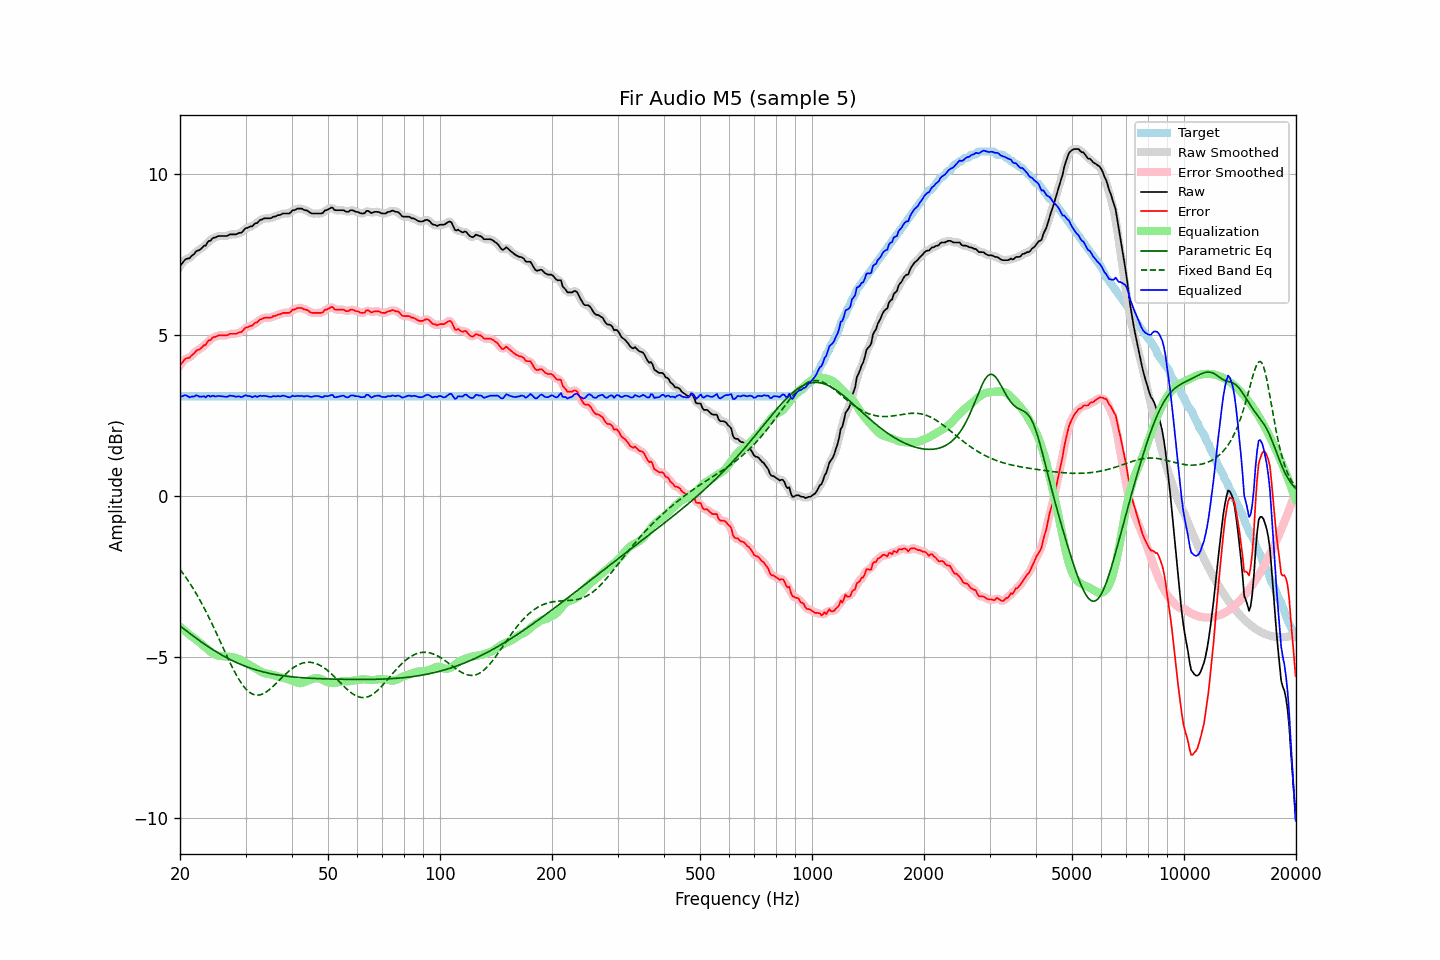 Fir Audio M5 (sample 5)
Target
Raw Smoothed
Error Smoothed
Raw
Error
Equalization
Parametric Eq
Fixed Band Eq
Equalized
10
5
0
−5
−10
Amplitude (dBr)
20 50 100 200 500 1000 2000 5000 10000 20000
Frequency (Hz)